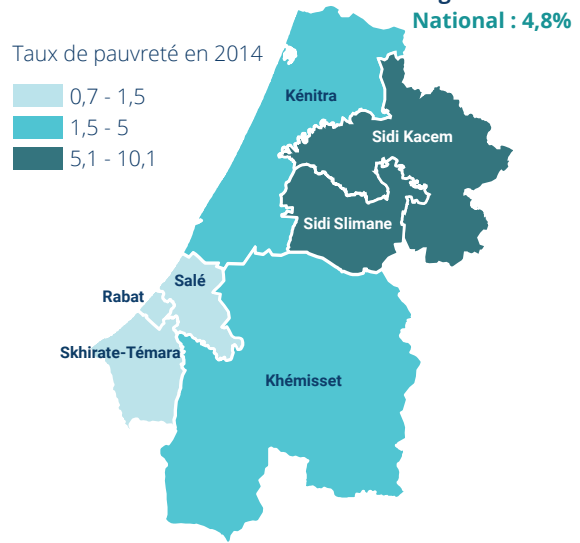 National : 4,8%
Taux de pauvreté en 2014
0,7 - 1,5
1,5 - 5
5,1 - 10,1
Kénitra
Sidi Kacem
Sidi Slimane
Salé
Rabat
Skhirate-Témara
Khémisset